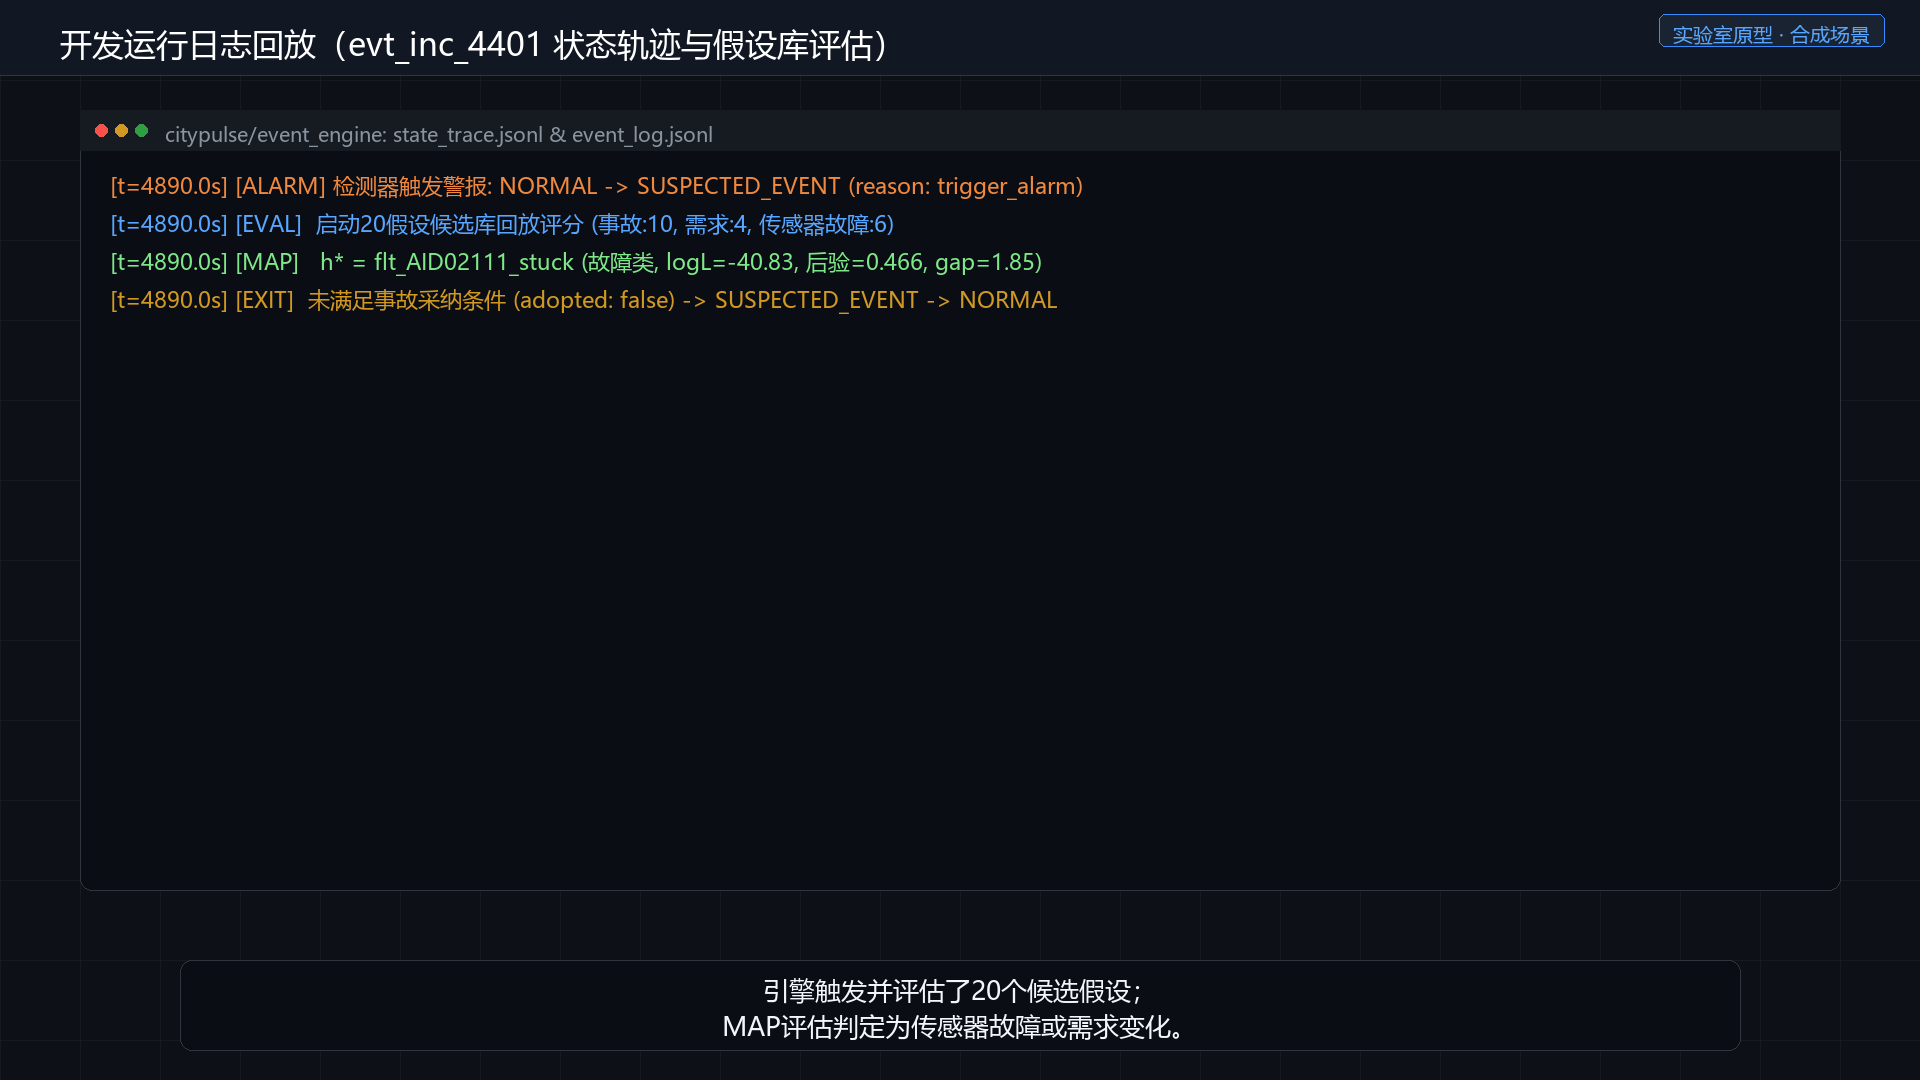 开发运行日志回放（evt_inc_4401 状态轨迹与假设库评估）
实验室原型 · 合成场景
citypulse/event_engine: state_trace.jsonl & event_log.jsonl
[t=4890.0s] [ALARM] 检测器触发警报: NORMAL -> SUSPECTED_EVENT (reason: trigger_alarm)
[t=4890.0s] [EVAL] 启动20假设候选库回放评分 (事故:10, 需求:4, 传感器故障:6)
[t=4890.0s] [MAP] h* = flt_AID02111_stuck (故障类, logL=-40.83, 后验=0.466, gap=1.85)
[t=4890.0s] [EXIT] 未满足事故采纳条件 (adopted: false) -> SUSPECTED_EVENT -> NORMAL
引擎触发并评估了20个候选假设；
MAP评估判定为传感器故障或需求变化。